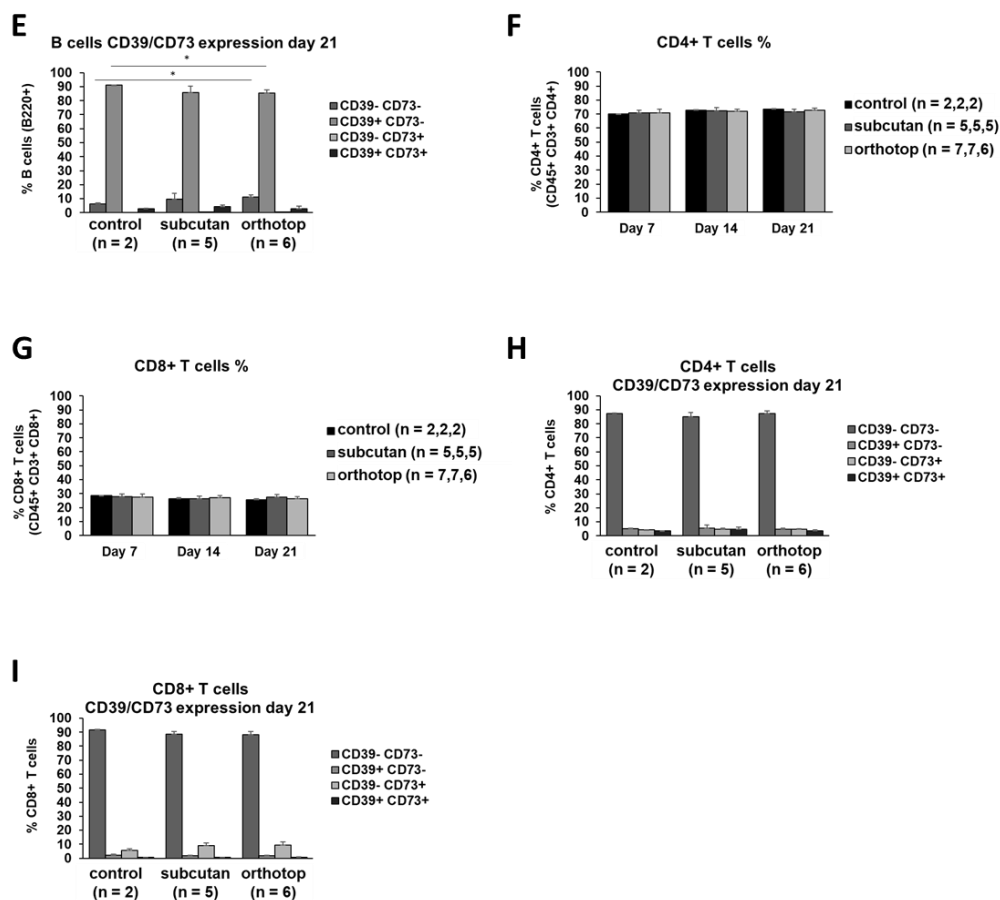 E
B cells CD39/CD73 expression day 21
*
*
% B cells (B220+)
100
90
80
70
60
50
40
30
20
10
0
control
(n = 2)
subcutan
(n = 5)
orthotop
(n = 6)
CD39- CD73-
CD39+ CD73-
CD39- CD73+
CD39+ CD73+
F
CD4+ T cells %
% CD4+ T cells
(CD45+ CD3+ CD4+)
100
90
80
70
60
50
40
30
20
10
0
Day 7
Day 14
Day 21
control (n = 2,2,2)
subcutan (n = 5,5,5)
orthotop (n = 7,7,6)
G
CD8+ T cells %
% CD8+ T cells
(CD45+ CD3+ CD8+)
100
90
80
70
60
50
40
30
20
10
0
Day 7
Day 14
Day 21
control (n = 2,2,2)
subcutan (n = 5,5,5)
orthotop (n = 7,7,6)
H
CD4+ T cells
CD39/CD73 expression day 21
% CD4+ T cells
100
90
80
70
60
50
40
30
20
10
0
control
(n = 2)
subcutan
(n = 5)
orthotop
(n = 6)
CD39- CD73-
CD39+ CD73-
CD39- CD73+
CD39+ CD73+
I
CD8+ T cells
CD39/CD73 expression day 21
% CD8+ T cells
100
90
80
70
60
50
40
30
20
10
0
control
(n = 2)
subcutan
(n = 5)
orthotop
(n = 6)
CD39- CD73-
CD39+ CD73-
CD39- CD73+
CD39+ CD73+